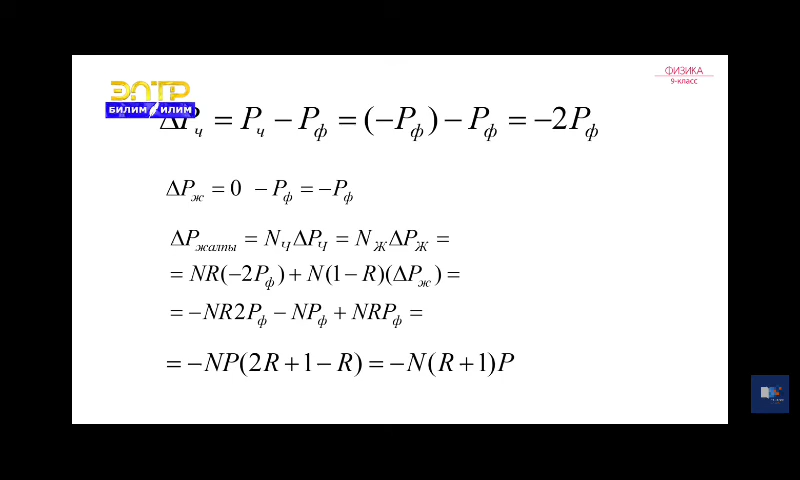 ФИЗИКА
9-класс
ЭЛТР
БИЛИМ ИЛИМ
ΔP_ч = P_ч − P_ф = (−P_ф) − P_ф = −2P_ф
ΔP_ж = 0 − P_ф = −P_ф
ΔP_жалпы = N_Ч ΔP_Ч = N_Ж ΔP_Ж =
= NR(−2P_ф) + N(1 − R)(ΔP_ж) =
= −NR2P_ф − NP_ф + NRP_ф =
= −NP(2R + 1 − R) = −N(R + 1)P